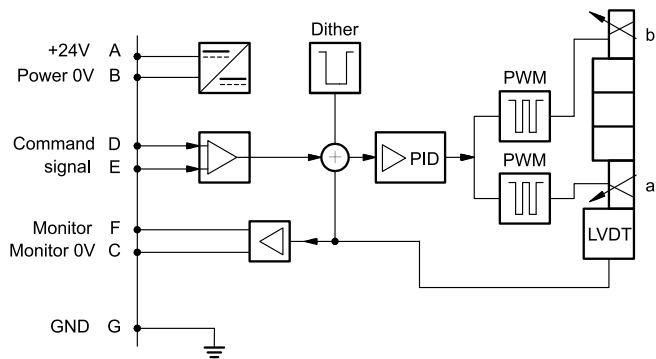 Dither
+24V A
Power 0V B
b
PWM
Command D
signal E
PID
PWM
a
Monitor F
Monitor 0V C
LVDT
GND G